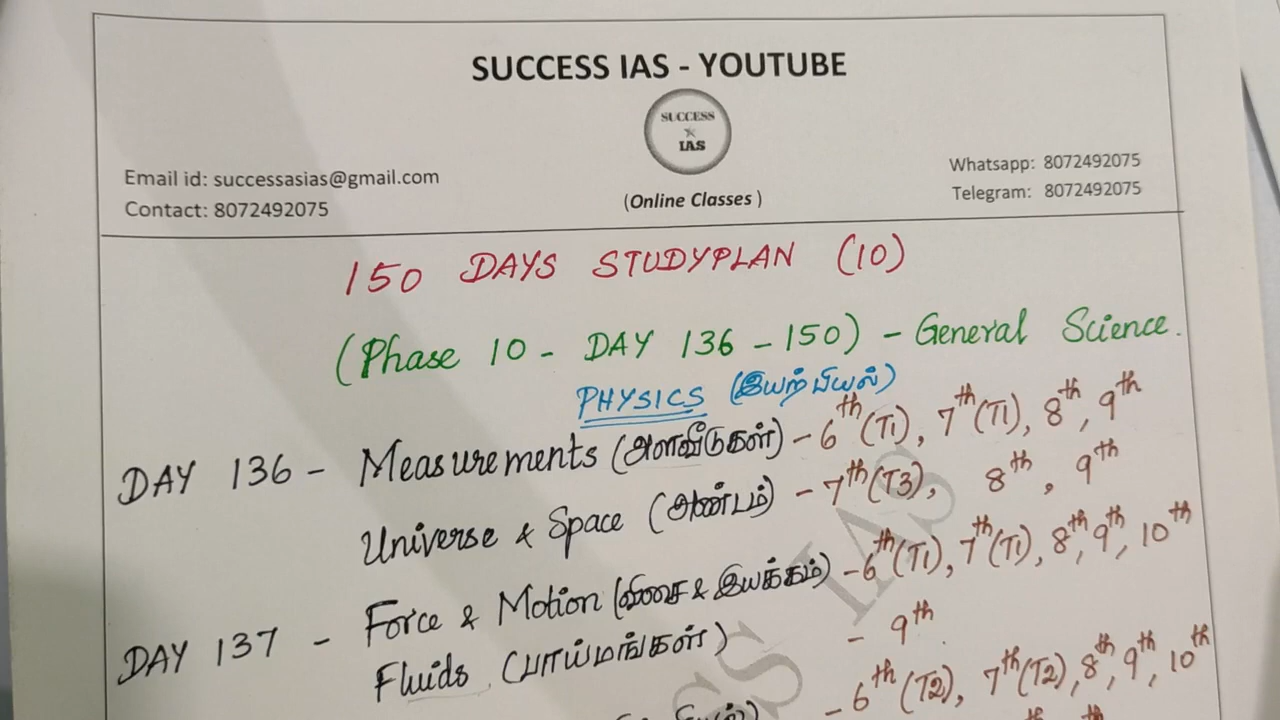 SUCCESS IAS - YOUTUBE
SUCCESS
IAS
Email id: successasias@gmail.com
Whatsapp: 8072492075
Contact: 8072492075
(Online Classes)
Telegram: 8072492075
150 DAYS STUDYPLAN (10)
(Phase 10 - DAY 136 - 150) - General Science.
PHYSICS (இயற்பியல்)
DAY 136 - Measurements (அளவீடுகள்) - 6th (T1), 7th (T1), 8th, 9th
Universe & Space (அண்டம்) - 7th (T3), 8th, 9th
DAY 137 - Force & Motion (விசை & இயக்கம்) - 6th (T1), 7th (T1), 8th, 9th, 10th
Fluids (பாய்மங்கள்) - 9th
- 6th (T2), 7th (T2), 8th, 9th, 10th
IAS